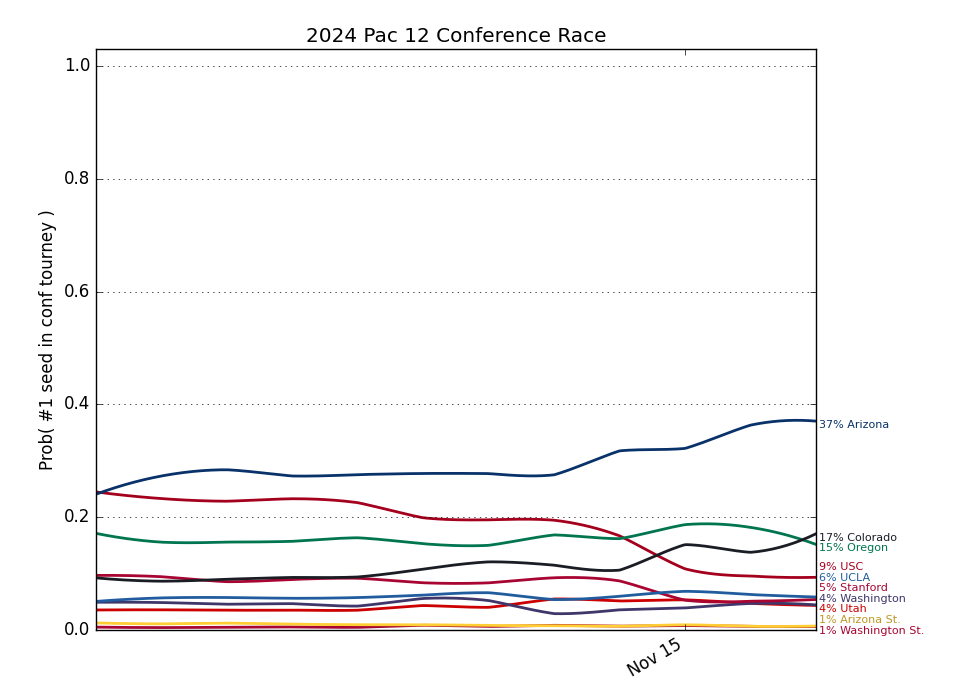 2024 Pac 12 Conference Race
Prob( #1 seed in conf tourney )
1.0
0.8
0.6
0.4
0.2
0.0
Nov 15
37% Arizona
17% Colorado
15% Oregon
9% USC
6% UCLA
5% Stanford
4% Washington
4% Utah
1% Arizona St.
1% Washington St.